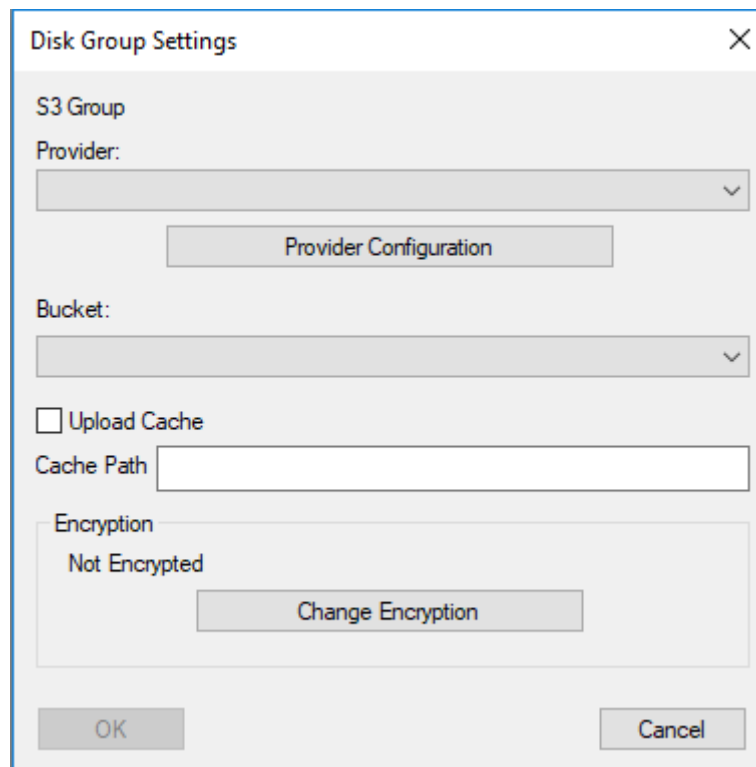 Disk Group Settings
S3 Group
Provider:
Provider Configuration
Bucket:
Upload Cache
Cache Path
Encryption
Not Encrypted
Change Encryption
OK Cancel